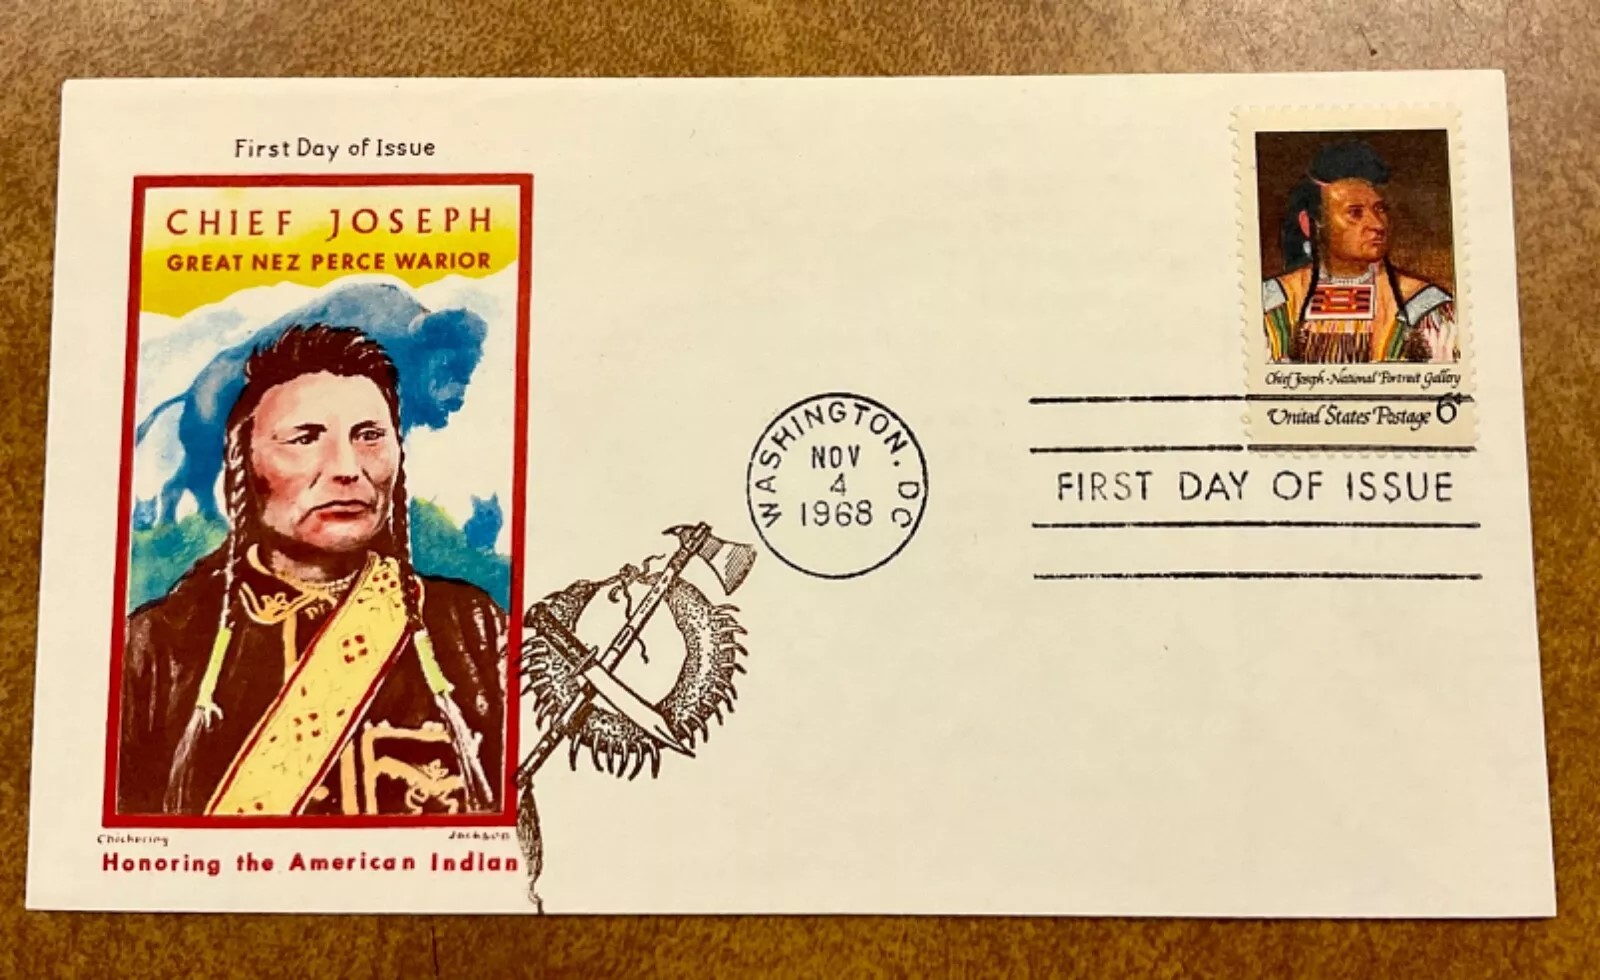 First Day of Issue
CHIEF JOSEPH
GREAT NEZ PERCE WARIOR
Chickering
Jackson
Honoring the American Indian
WASHINGTON, DC
NOV
4
1968
Chief Joseph-National Portrait Gallery
United States Postage 6¢
FIRST DAY OF ISSUE